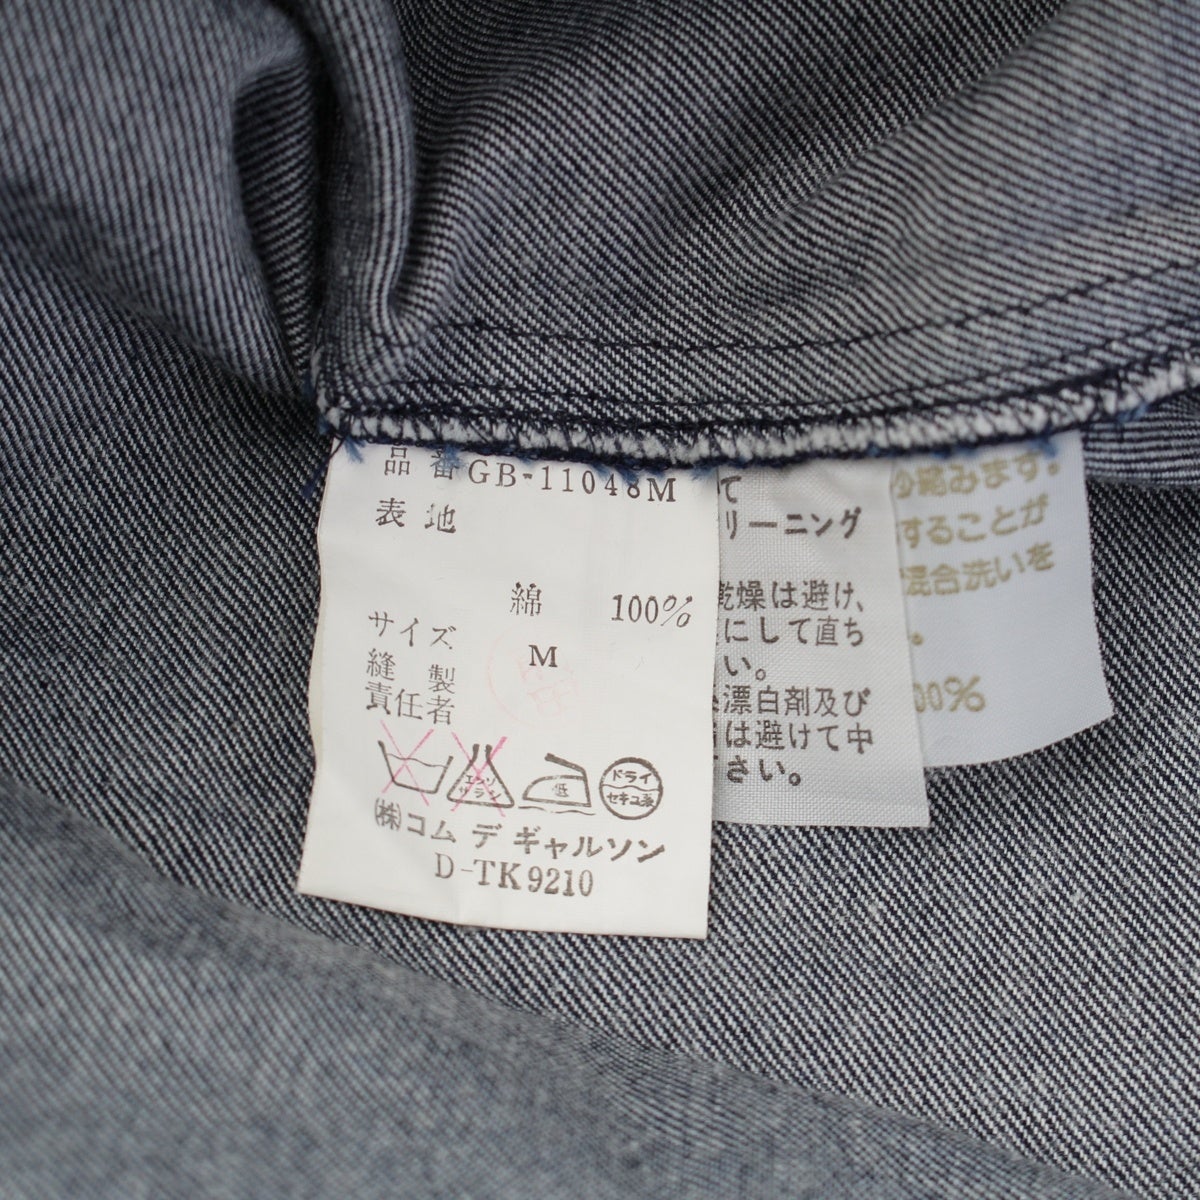 品番 GB-11048M
表地
綿 100%
サイズ M
縫製
責任者
エンソ
サラシ
低
ドライ
セキユ系
(株)コム デ ギャルソン
D-TK9210
て
リーニング
乾燥は避け、
にして直ち
い。
漂白剤及び
は避けて中
さい。
縮みます。
することが
混合洗いを
。
00%